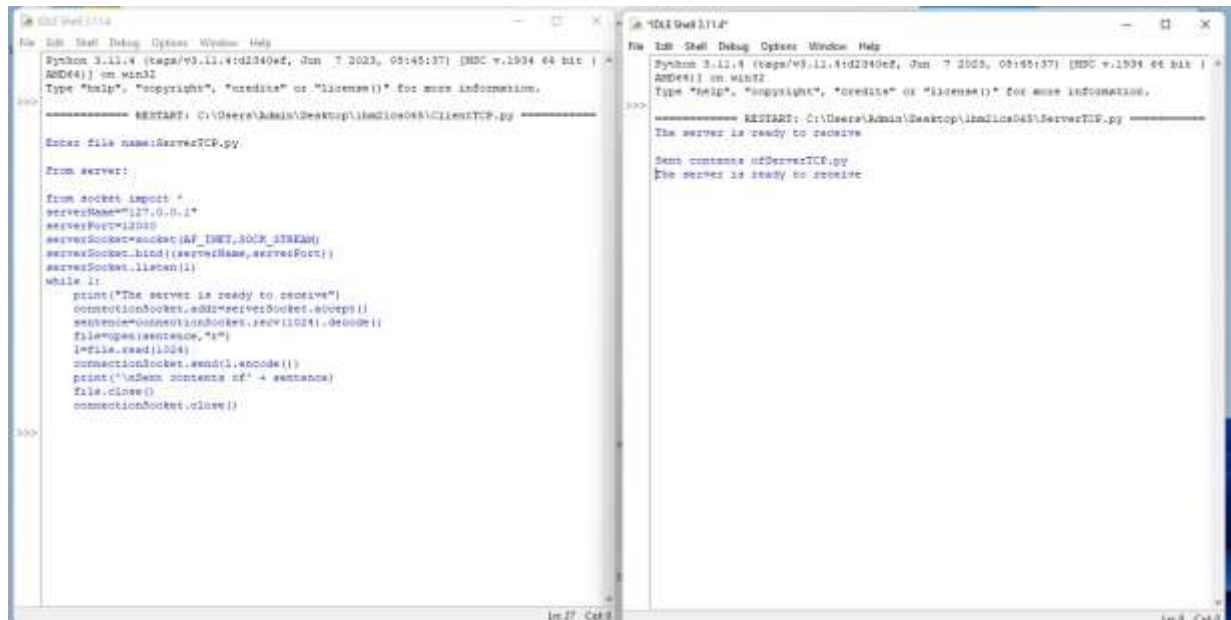 IDLE Shell 3.11.4
File Edit Shell Debug Options Window Help
Python 3.11.4 (tags/v3.11.4:d2340ef, Jun 7 2023, 05:45:37) [MSC v.1934 64 bit (
AMD64)] on win32
Type "help", "copyright", "credits" or "license()" for more information.
>>>
============ RESTART: C:\Users\Admin\Desktop\ClientTCP.py ===========
Enter file name:ServerTCP.py
From server:
from socket import *
serverName="127.0.0.1"
serverPort=12000
serverSocket=socket(AF_INET,SOCK_STREAM)
serverSocket.bind((serverName,serverPort))
serverSocket.listen(1)
while 1:
    print("The server is ready to receive")
    connectionSocket,addr=serverSocket.accept()
    sentence=connectionSocket.recv(1024).decode()
    file=open(sentence,"r")
    l=file.read(1024)
    connectionSocket.send(l.encode())
    print('\nSent contents of' + sentence)
    file.close()
    connectionSocket.close()
>>>
Ln 27 Col 0
*IDLE Shell 3.11.4*
File Edit Shell Debug Options Window Help
Python 3.11.4 (tags/v3.11.4:d2340ef, Jun 7 2023, 05:45:37) [MSC v.1934 64 bit (
AMD64)] on win32
Type "help", "copyright", "credits" or "license()" for more information.
>>>
============ RESTART: C:\Users\Admin\Desktop\ServerTCP.py ===========
The server is ready to receive
Sent contents ofServerTCP.py
The server is ready to receive